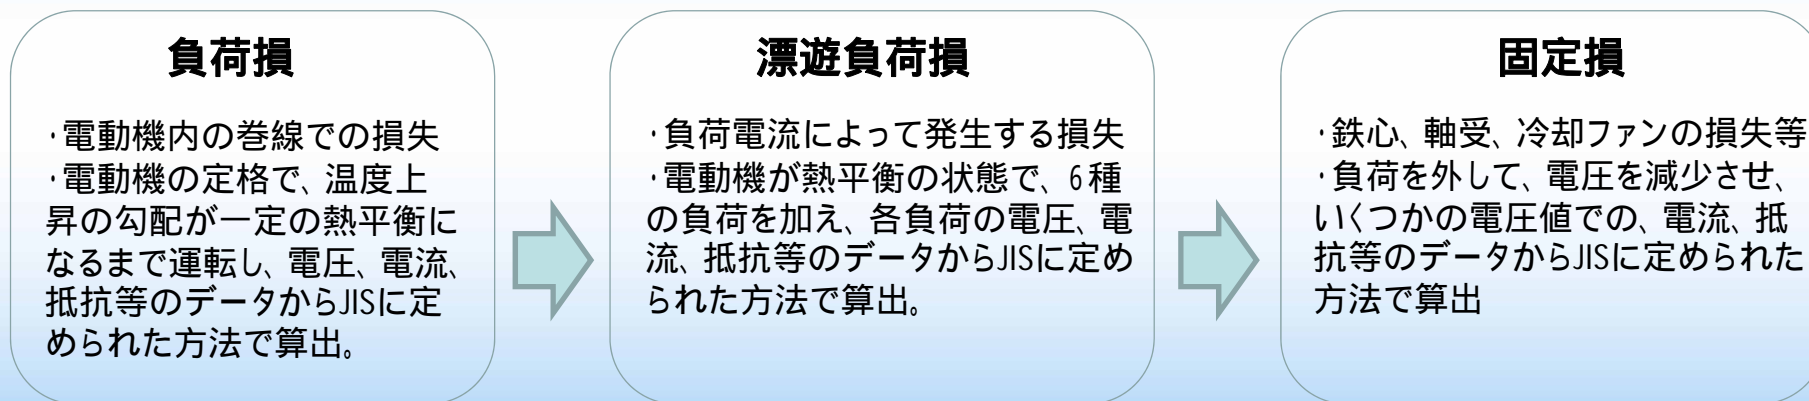 負荷損
･電動機内の巻線での損失
･電動機の定格で、温度上
昇の勾配が一定の熱平衡に
なるまで運転し、電圧、電流、
抵抗等のデータからJISに定
められた方法で算出。
漂遊負荷損
･負荷電流によって発生する損失
･電動機が熱平衡の状態で、6種
の負荷を加え、各負荷の電圧、電
流、抵抗等のデータからJISに定め
られた方法で算出。
固定損
･鉄心、軸受、冷却ファンの損失等
･負荷を外して、電圧を減少させ、
いくつかの電圧値での、電流、抵
抗等のデータからJISに定められた
方法で算出